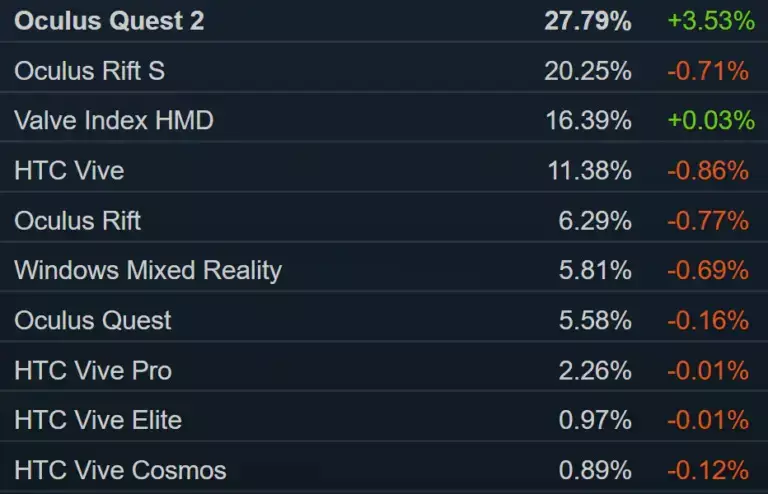 Oculus Quest 2 27.79% +3.53%
Oculus Rift S 20.25% -0.71%
Valve Index HMD 16.39% +0.03%
HTC Vive 11.38% -0.86%
Oculus Rift 6.29% -0.77%
Windows Mixed Reality 5.81% -0.69%
Oculus Quest 5.58% -0.16%
HTC Vive Pro 2.26% -0.01%
HTC Vive Elite 0.97% -0.01%
HTC Vive Cosmos 0.89% -0.12%